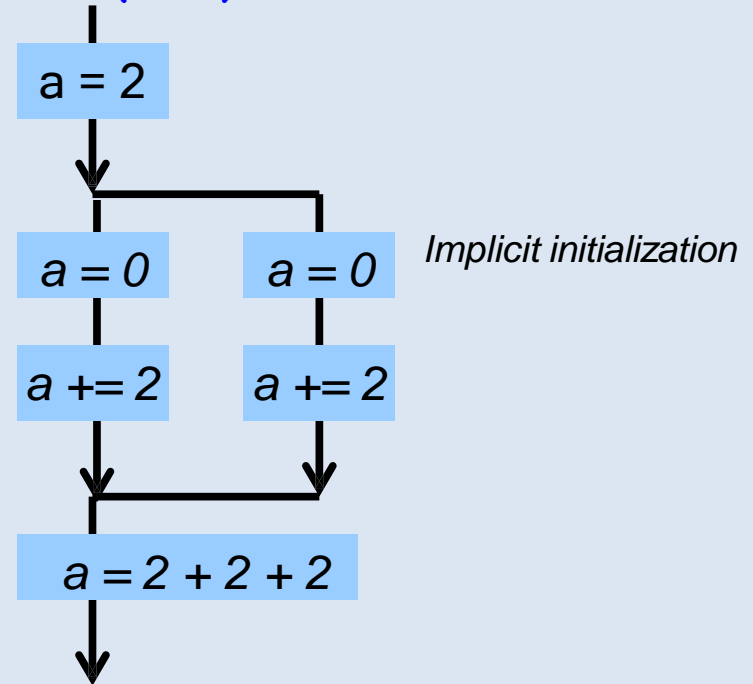 a = 2
a = 0 a = 0 Implicit initialization
a += 2 a += 2
a = 2 + 2 + 2